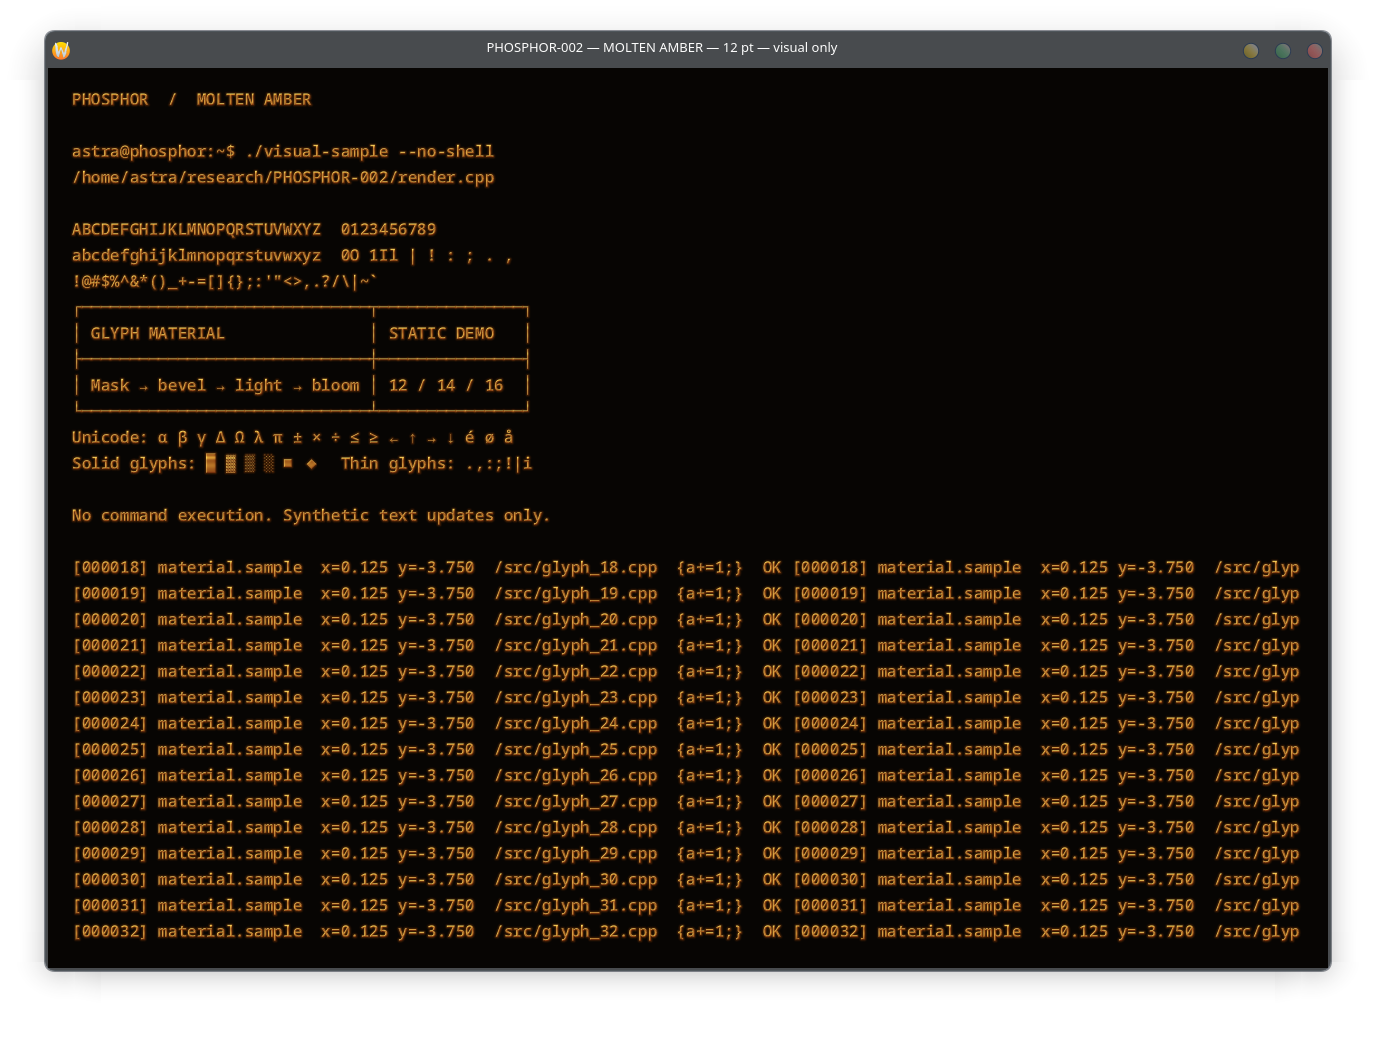 PHOSPHOR-002 — MOLTEN AMBER — 12 pt — visual only
PHOSPHOR  /  MOLTEN AMBER
astra@phosphor:~$ ./visual-sample --no-shell
/home/astra/research/PHOSPHOR-002/render.cpp
ABCDEFGHIJKLMNOPQRSTUVWXYZ  0123456789
abcdefghijklmnopqrstuvwxyz  0O 1Il | ! : ; . ,
!@#$%^&*()_+-=[]{};:'"<>,.?/\|~`
┌──────────────────────────────┬───────────────┐
│ GLYPH MATERIAL               │ STATIC DEMO   │
├──────────────────────────────┼───────────────┤
│ Mask → bevel → light → bloom │ 12 / 14 / 16  │
└──────────────────────────────┴───────────────┘
Unicode: α β γ Δ Ω λ π ± × ÷ ≤ ≥ ← ↑ → ↓ é ø å
Solid glyphs: █ ▓ ▒ ░ ■ ◆  Thin glyphs: .,:;!|i
No command execution. Synthetic text updates only.
[000018] material.sample  x=0.125 y=-3.750  /src/glyph_18.cpp  {a+=1;}  OK [000018] material.sample  x=0.125 y=-3.750  /src/glyp
[000019] material.sample  x=0.125 y=-3.750  /src/glyph_19.cpp  {a+=1;}  OK [000019] material.sample  x=0.125 y=-3.750  /src/glyp
[000020] material.sample  x=0.125 y=-3.750  /src/glyph_20.cpp  {a+=1;}  OK [000020] material.sample  x=0.125 y=-3.750  /src/glyp
[000021] material.sample  x=0.125 y=-3.750  /src/glyph_21.cpp  {a+=1;}  OK [000021] material.sample  x=0.125 y=-3.750  /src/glyp
[000022] material.sample  x=0.125 y=-3.750  /src/glyph_22.cpp  {a+=1;}  OK [000022] material.sample  x=0.125 y=-3.750  /src/glyp
[000023] material.sample  x=0.125 y=-3.750  /src/glyph_23.cpp  {a+=1;}  OK [000023] material.sample  x=0.125 y=-3.750  /src/glyp
[000024] material.sample  x=0.125 y=-3.750  /src/glyph_24.cpp  {a+=1;}  OK [000024] material.sample  x=0.125 y=-3.750  /src/glyp
[000025] material.sample  x=0.125 y=-3.750  /src/glyph_25.cpp  {a+=1;}  OK [000025] material.sample  x=0.125 y=-3.750  /src/glyp
[000026] material.sample  x=0.125 y=-3.750  /src/glyph_26.cpp  {a+=1;}  OK [000026] material.sample  x=0.125 y=-3.750  /src/glyp
[000027] material.sample  x=0.125 y=-3.750  /src/glyph_27.cpp  {a+=1;}  OK [000027] material.sample  x=0.125 y=-3.750  /src/glyp
[000028] material.sample  x=0.125 y=-3.750  /src/glyph_28.cpp  {a+=1;}  OK [000028] material.sample  x=0.125 y=-3.750  /src/glyp
[000029] material.sample  x=0.125 y=-3.750  /src/glyph_29.cpp  {a+=1;}  OK [000029] material.sample  x=0.125 y=-3.750  /src/glyp
[000030] material.sample  x=0.125 y=-3.750  /src/glyph_30.cpp  {a+=1;}  OK [000030] material.sample  x=0.125 y=-3.750  /src/glyp
[000031] material.sample  x=0.125 y=-3.750  /src/glyph_31.cpp  {a+=1;}  OK [000031] material.sample  x=0.125 y=-3.750  /src/glyp
[000032] material.sample  x=0.125 y=-3.750  /src/glyph_32.cpp  {a+=1;}  OK [000032] material.sample  x=0.125 y=-3.750  /src/glyp